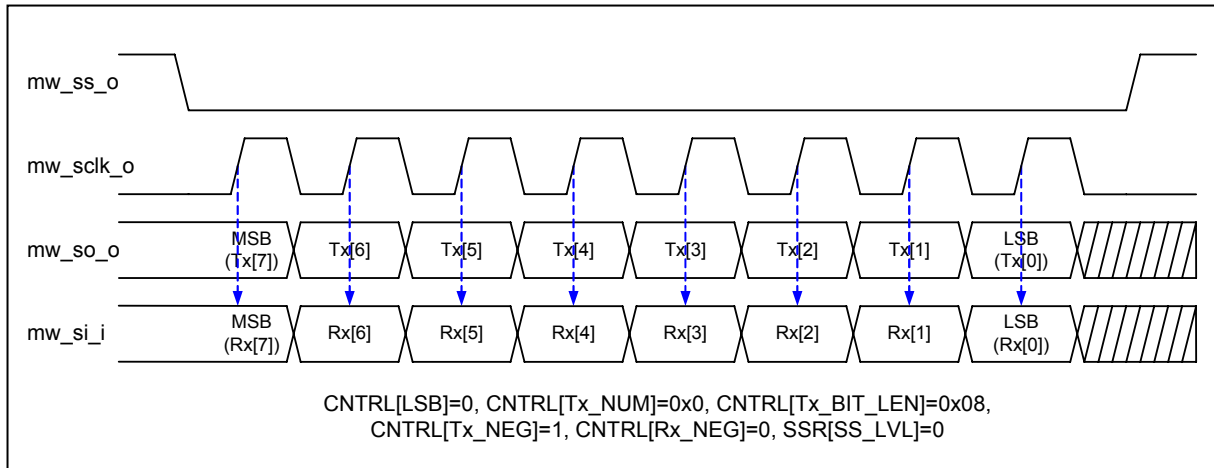 mw_ss_o
mw_sclk_o
mw_so_o
MSB
(Tx[7])
Tx[6]
Tx[5]
Tx[4]
Tx[3]
Tx[2]
Tx[1]
LSB
(Tx[0])
mw_si_i
MSB
(Rx[7])
Rx[6]
Rx[5]
Rx[4]
Rx[3]
Rx[2]
Rx[1]
LSB
(Rx[0])
CNTRL[LSB]=0, CNTRL[Tx_NUM]=0x0, CNTRL[Tx_BIT_LEN]=0x08,
CNTRL[Tx_NEG]=1, CNTRL[Rx_NEG]=0, SSR[SS_LVL]=0